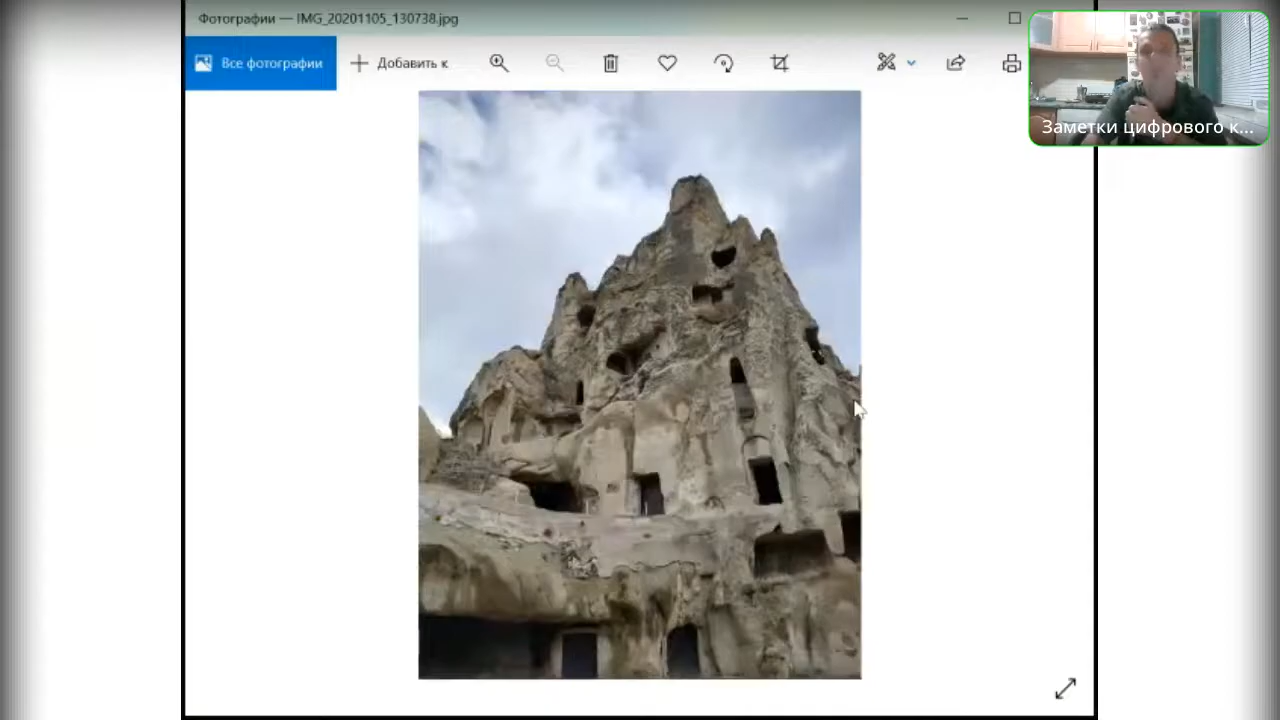 Фотографии — IMG_20201105_130738.jpg
Все фотографии
Добавить к
Заметки цифрового к...